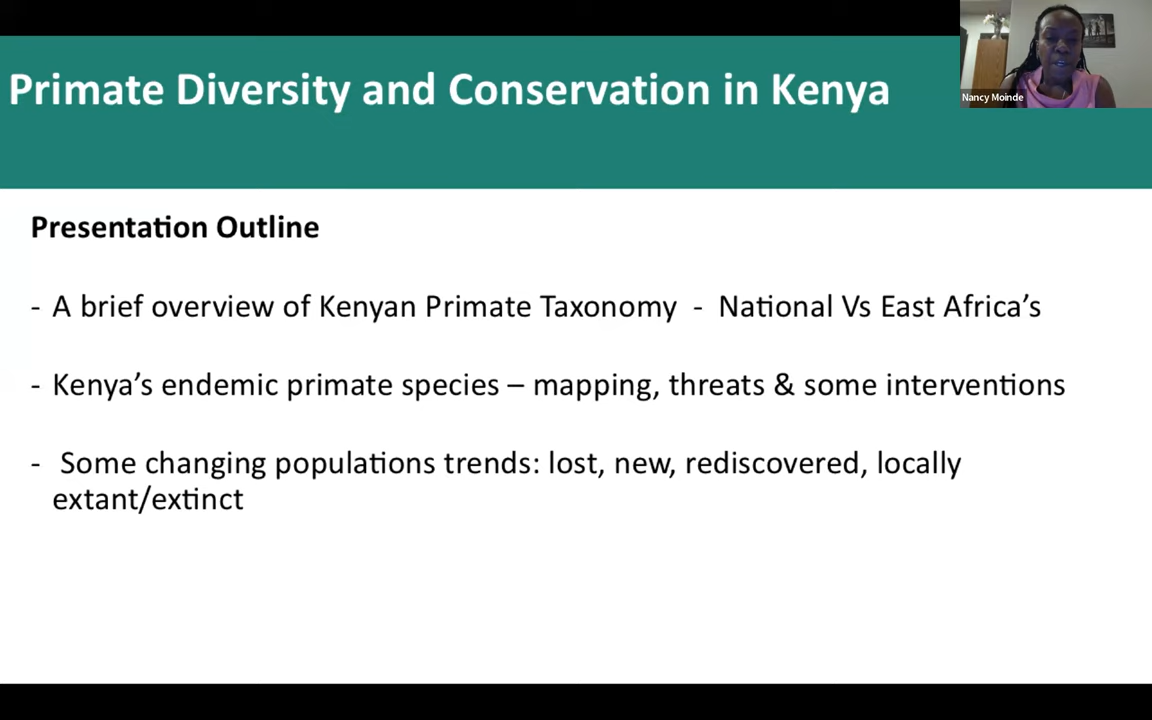 Primate Diversity and Conservation in Kenya
Nancy Moinde
Presentation Outline
- A brief overview of Kenyan Primate Taxonomy - National Vs East Africa’s
- Kenya’s endemic primate species – mapping, threats & some interventions
- Some changing populations trends: lost, new, rediscovered, locally
extant/extinct